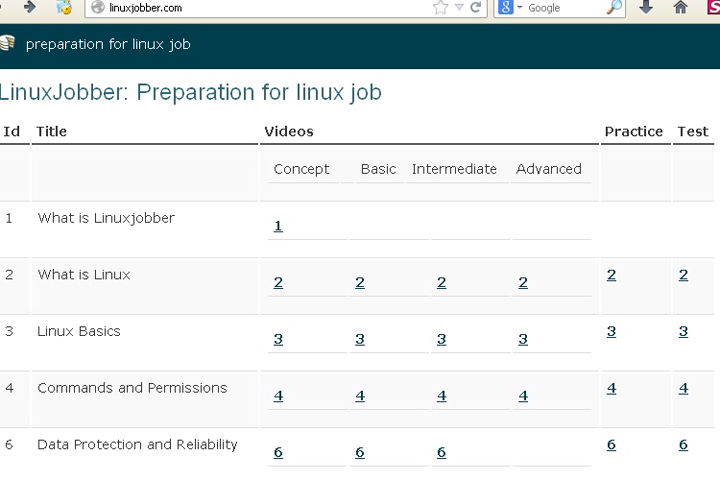 linuxjobber.com
Google
preparation for linux job
LinuxJobber: Preparation for linux job
Id Title Videos Practice Test
Concept Basic Intermediate Advanced
1 What is Linuxjobber 1
2 What is Linux 2 2 2 2 2 2
3 Linux Basics 3 3 3 3 3 3
4 Commands and Permissions 4 4 4 4 4 4
6 Data Protection and Reliability 6 6 6 6 6